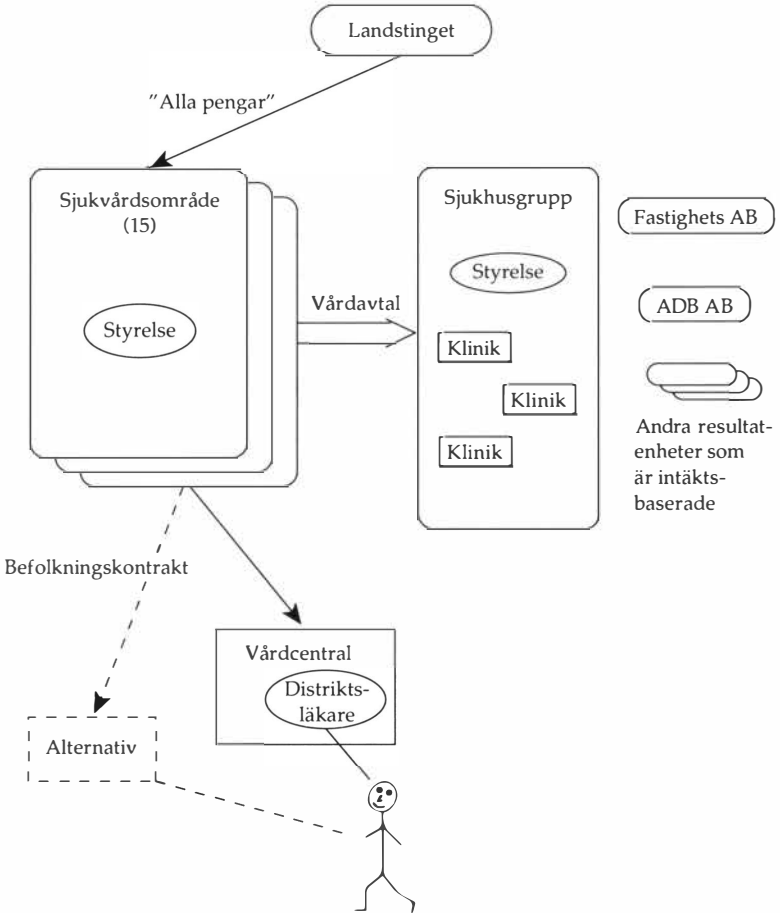 Landstinget
"Alla pengar"
Sjukvårdsområde
(15)
Styrelse
Vårdavtal
Sjukhusgrupp
Styrelse
Klinik
Klinik
Klinik
Fastighets AB
ADB AB
Andra resultat-
enheter som
är intäkts-
baserade
Befolkningskontrakt
Vårdcentral
Distrikts-
läkare
Alternativ